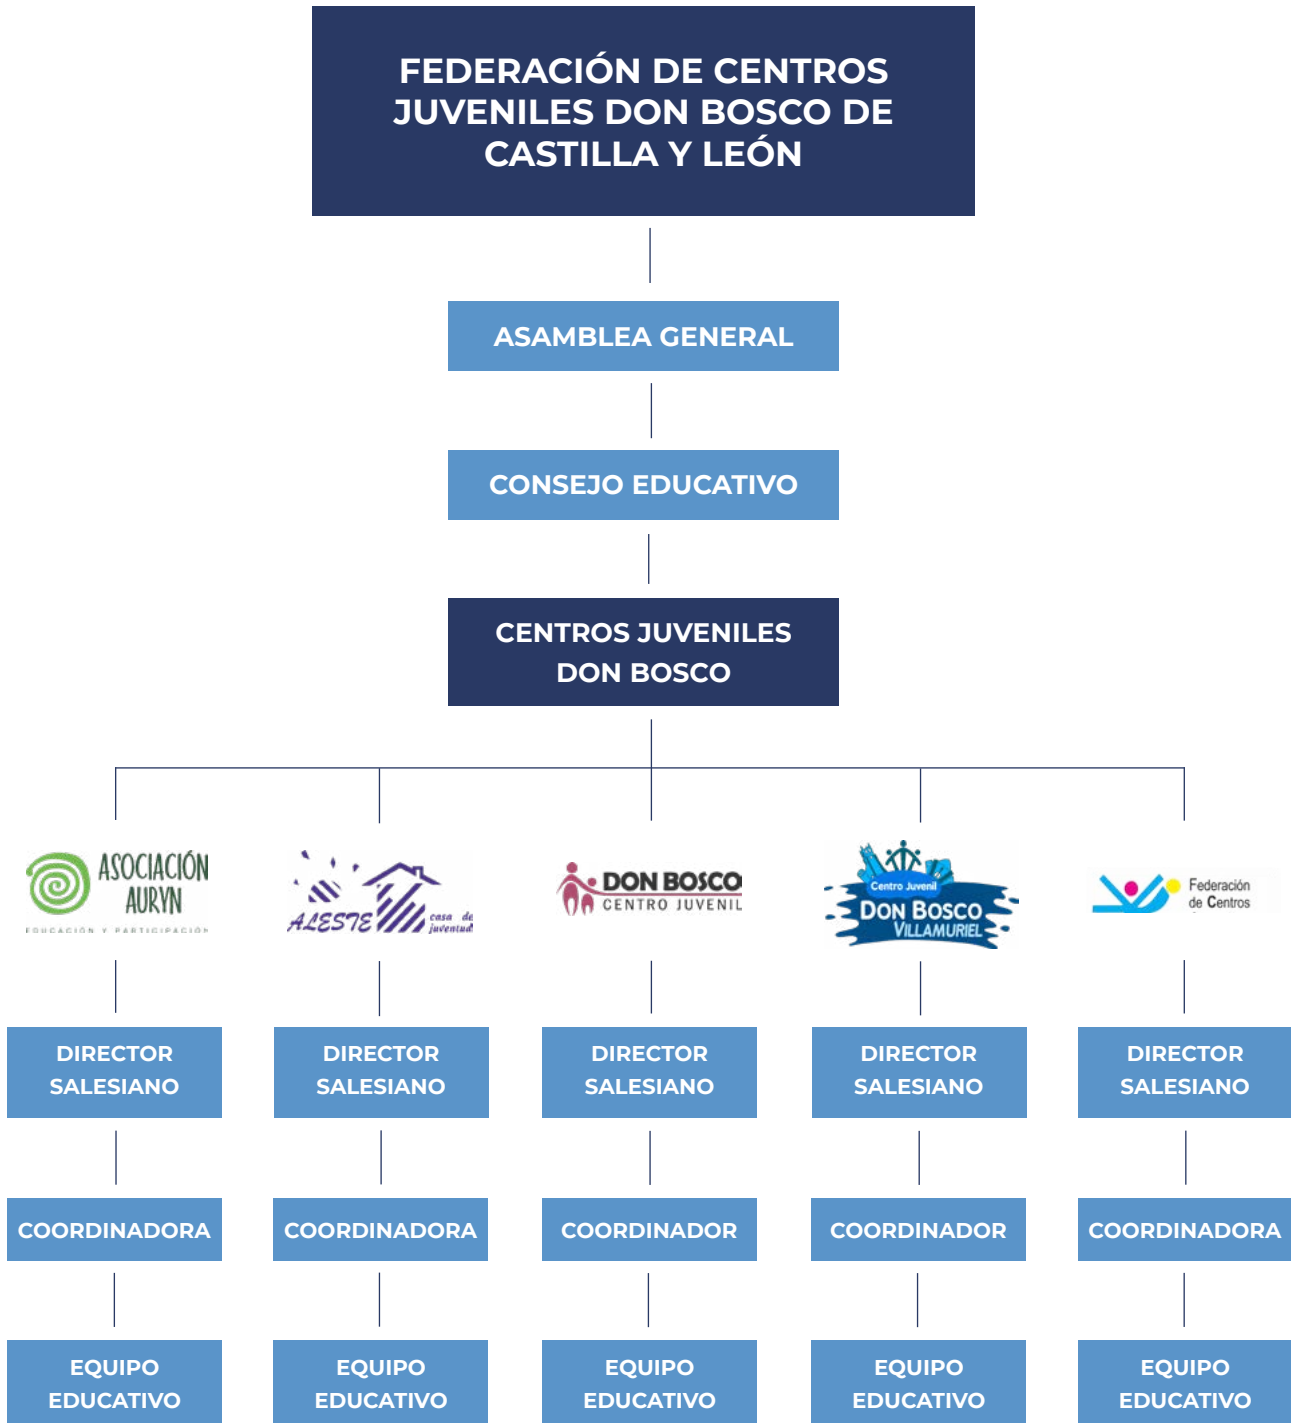 FEDERACIÓN DE CENTROS
JUVENILES DON BOSCO DE
CASTILLA Y LEÓN
ASAMBLEA GENERAL
CONSEJO EDUCATIVO
CENTROS JUVENILES
DON BOSCO
ASOCIACIÓN
AURYN
EDUCACIÓN Y PARTICIPACIÓN
ALESTE
casa de
juventud
DON BOSCO
CENTRO JUVENIL
Centro Juvenil
DON BOSCO
VILLAMURIEL
Federación
de Centros
DIRECTOR
SALESIANO
DIRECTOR
SALESIANO
DIRECTOR
SALESIANO
DIRECTOR
SALESIANO
DIRECTOR
SALESIANO
COORDINADORA
COORDINADORA
COORDINADOR
COORDINADOR
COORDINADORA
EQUIPO
EDUCATIVO
EQUIPO
EDUCATIVO
EQUIPO
EDUCATIVO
EQUIPO
EDUCATIVO
EQUIPO
EDUCATIVO